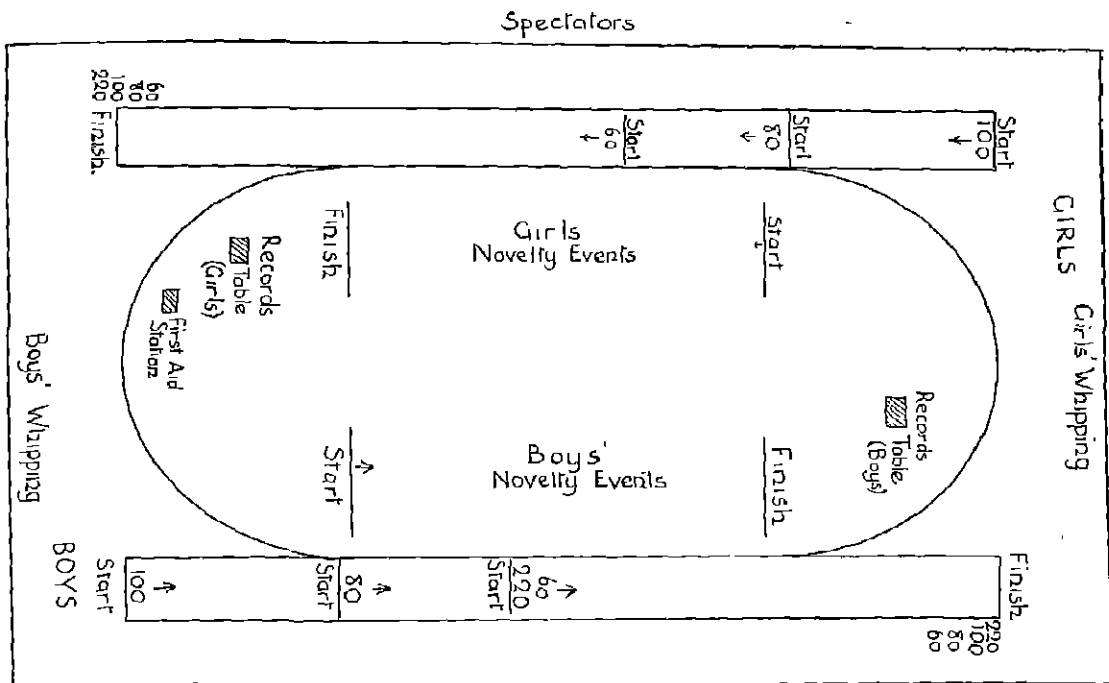 Spectators
60
80
100
220 Finish.
Start
60
Start
80
Start
100
GIRLS
Girls' Whipping
Finish
Girls
Novelty Events
Start
Records
Table
(Girls)
First Aid
Station
Records
Table
(Boys)
Boys' Whipping
Start
Boys'
Novelty Events
Finish
BOYS
Start
100
Start
80
Start
220
60
Finish
220
100
80
60